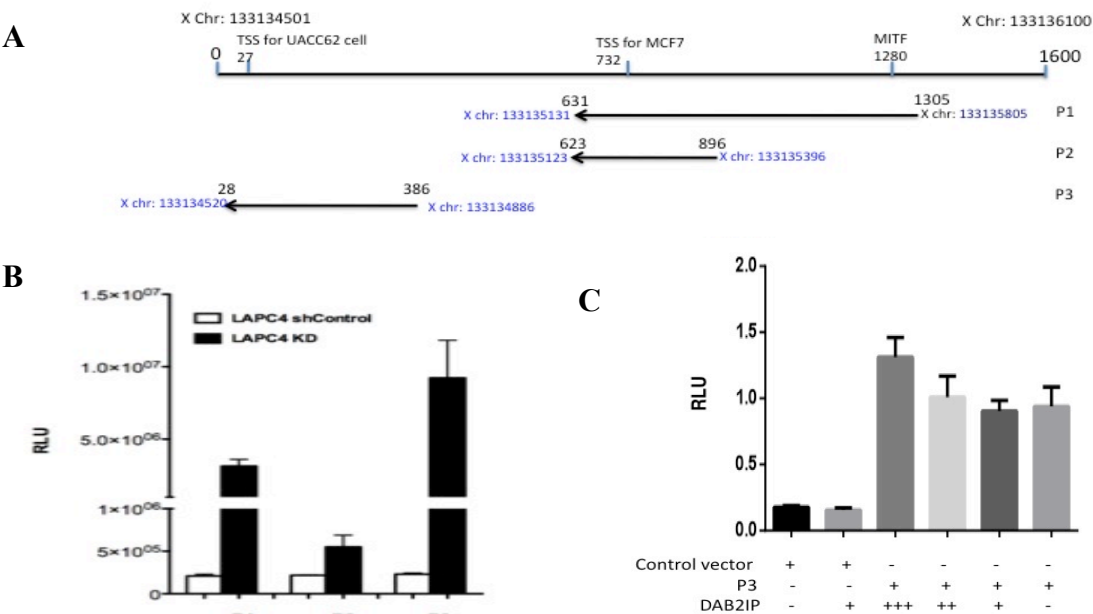 A
X Chr: 133134501
X Chr: 133136100
TSS for UACC62 cell
TSS for MCF7
MITF
0
27
732
1280
1600
631
1305
X chr: 133135131
X chr: 133135805
P1
623
896
X chr: 133135123
X chr: 133135396
P2
28
386
X chr: 133134520
X chr: 133134886
P3
B
RLU
1.5×10⁰⁷
1.0×10⁰⁷
5.0×10⁰⁶
1×10⁰⁶
5×10⁰⁵
0
LAPC4 shControl
LAPC4 KD
C
RLU
2.0
1.5
1.0
0.5
0.0
Control vector + + - - - -
P3 - - + + + +
DAB2IP - + +++ ++ + -